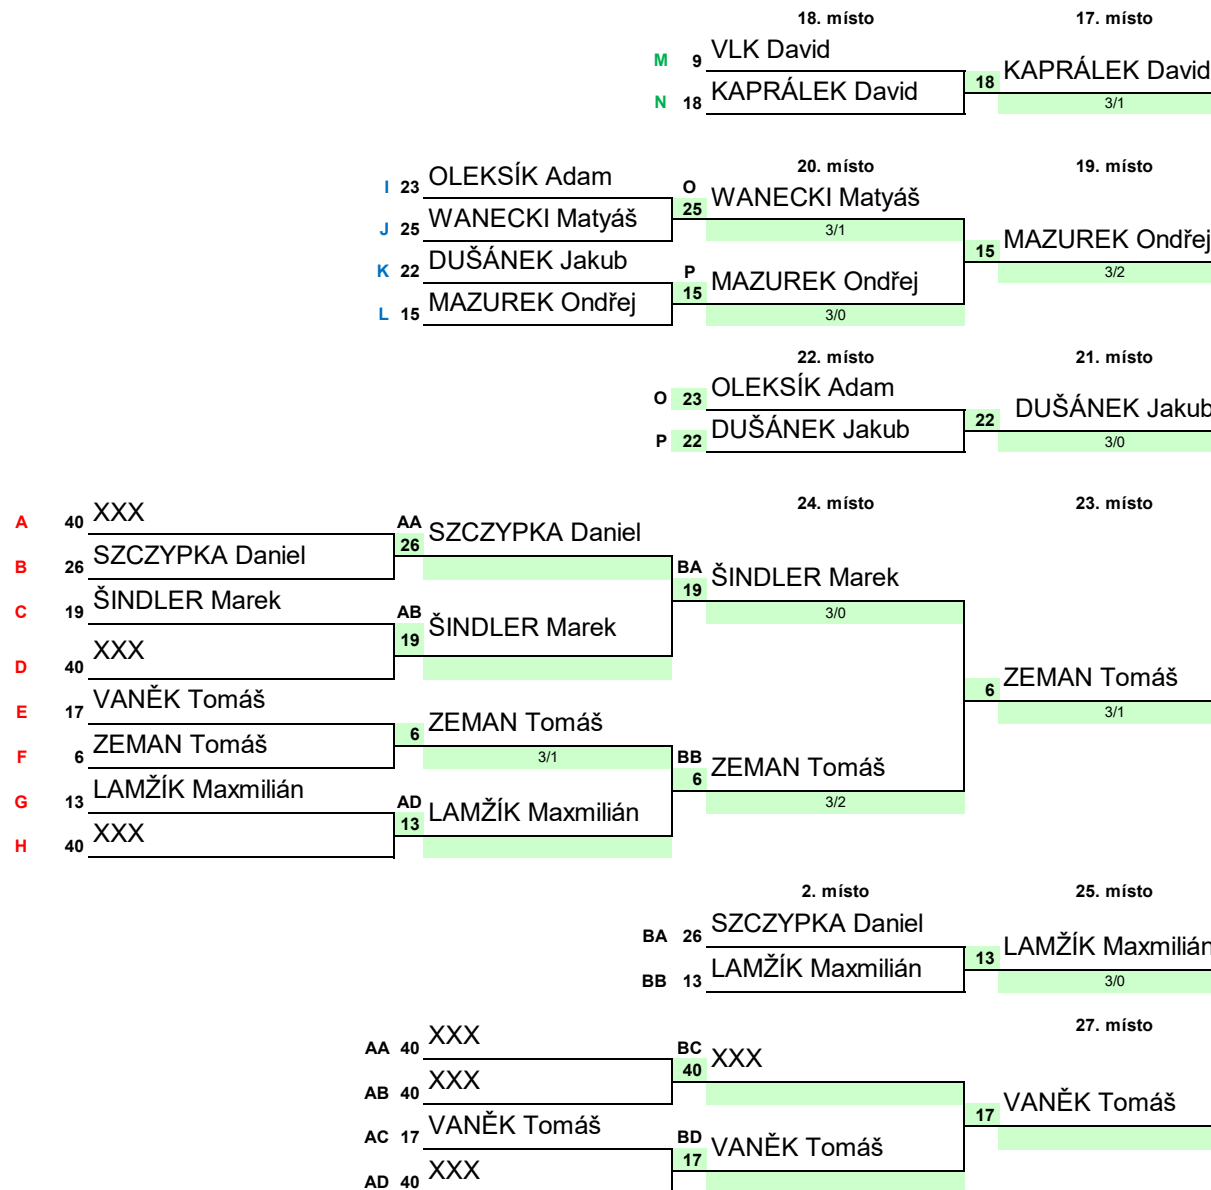 18. místo 17. místo
M 9 VLK David
18 KAPRÁLEK David
N 18 KAPRÁLEK David
3/1
20. místo 19. místo
I 23 OLEKSÍK Adam O
25 WANECKI Matyáš
J 25 WANECKI Matyáš
3/1
15 MAZUREK Ondřej
K 22 DUŠÁNEK Jakub P
3/2
15 MAZUREK Ondřej
L 15 MAZUREK Ondřej
3/0
22. místo 21. místo
O 23 OLEKSÍK Adam
22 DUŠÁNEK Jakub
P 22 DUŠÁNEK Jakub
3/0
24. místo 23. místo
A 40 XXX AA
26 SZCZYPKA Daniel
B 26 SZCZYPKA Daniel BA
19 ŠINDLER Marek
C 19 ŠINDLER Marek AB
3/0
19 ŠINDLER Marek
D 40 XXX
6 ZEMAN Tomáš
E 17 VANĚK Tomáš
3/1
6 ZEMAN Tomáš
F 6 ZEMAN Tomáš
3/1 BB
6 ZEMAN Tomáš
G 13 LAMŽÍK Maxmilián AD
3/2
13 LAMŽÍK Maxmilián
H 40 XXX
2. místo 25. místo
BA 26 SZCZYPKA Daniel
13 LAMŽÍK Maxmilián
BB 13 LAMŽÍK Maxmilián
3/0
27. místo
AA 40 XXX BC
40 XXX
AB 40 XXX
17 VANĚK Tomáš
AC 17 VANĚK Tomáš BD
17 VANĚK Tomáš
AD 40 XXX